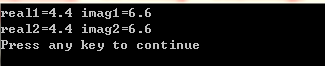 real1=4.4 imag1=6.6
real2=4.4 imag2=6.6
Press any key to continue